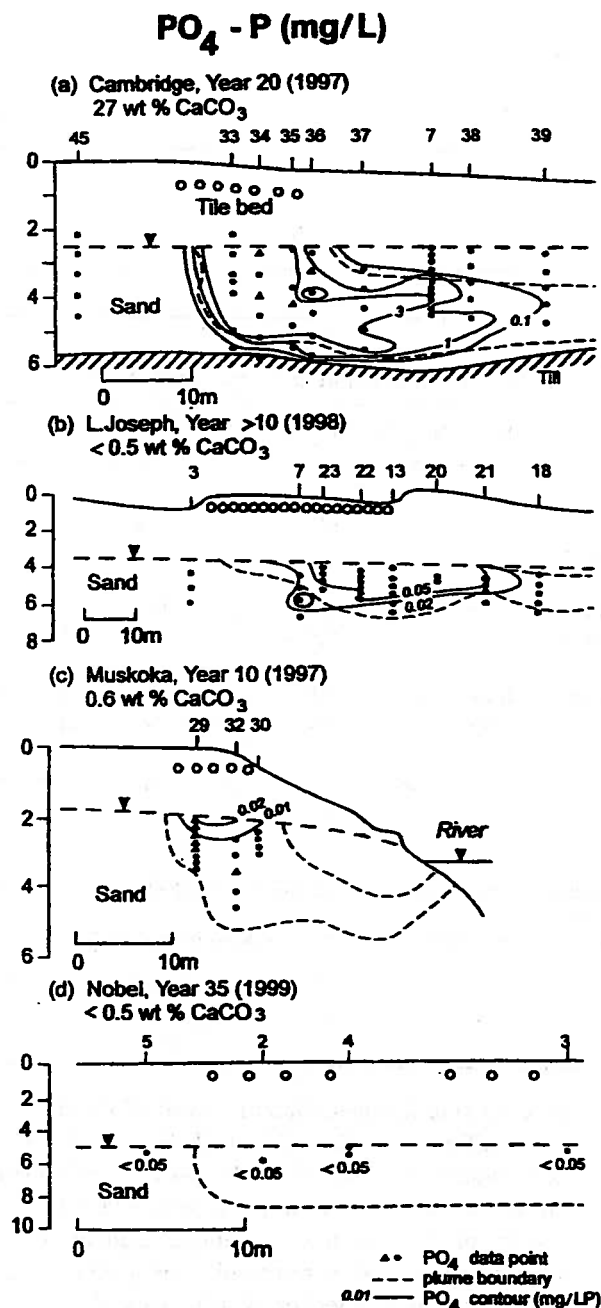 PO4 - P (mg/L)
(a) Cambridge, Year 20 (1997)
27 wt % CaCO3
45 33 34 35 36 37 7 38 39
0
2
4
6
Tile bed
Sand
3
1
0.1
Till
0 10m
(b) L.Joseph, Year >10 (1998)
< 0.5 wt % CaCO3
3 7 23 22 13 20 21 18
0
2
4
6
8
Sand
0.05
0.02
0 10m
(c) Muskoka, Year 10 (1997)
0.6 wt % CaCO3
29 32 30
0
2
4
6
0.02
0.01
River
Sand
0 10m
(d) Nobel, Year 35 (1999)
< 0.5 wt % CaCO3
5 2 4 3
0
2
4
6
8
10
< 0.05 < 0.05 < 0.05 < 0.05
Sand
0 10m
PO4 data point
plume boundary
0.01 PO4 contour (mg/LP)